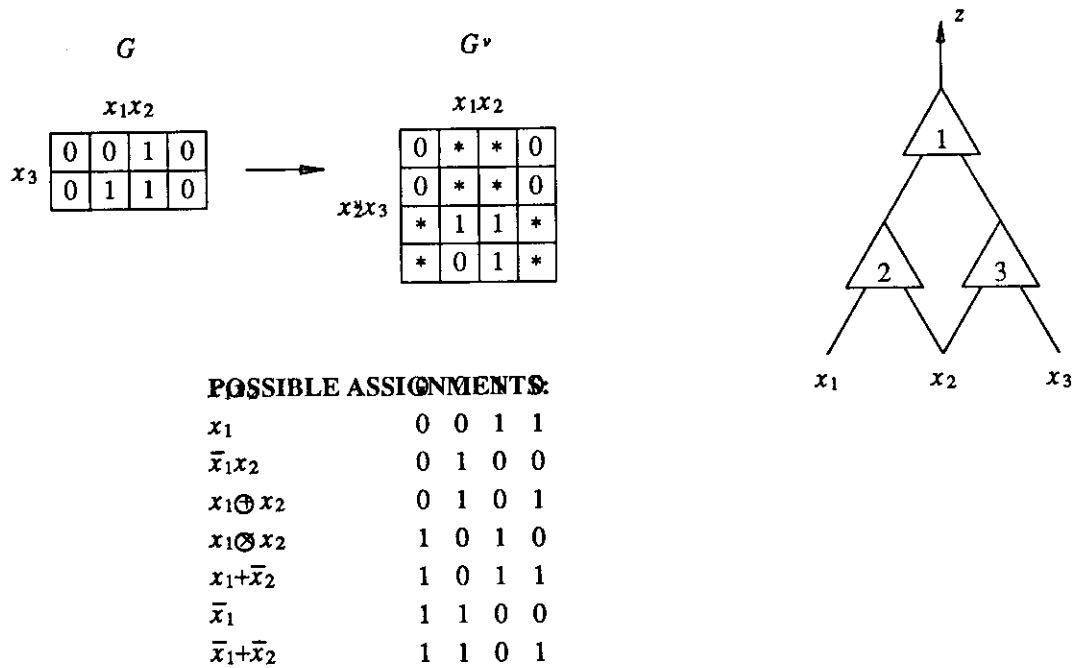 G
x₁x₂
x₃
0 0 1 0
0 1 1 0
Gᵛ
x₁x₂
x₂ᵛx₃
0 * * 0
0 * * 0
* 1 1 *
* 0 1 *
z
1
2 3
x₁ x₂ x₃
POSSIBLE ASSIGNMENTS:
x₁ 0 0 1 1
x̄₁x₂ 0 1 0 0
x₁⊕x₂ 0 1 0 1
x₁⊗x₂ 1 0 1 0
x₁+x̄₂ 1 0 1 1
x̄₁ 1 1 0 0
x̄₁+x̄₂ 1 1 0 1